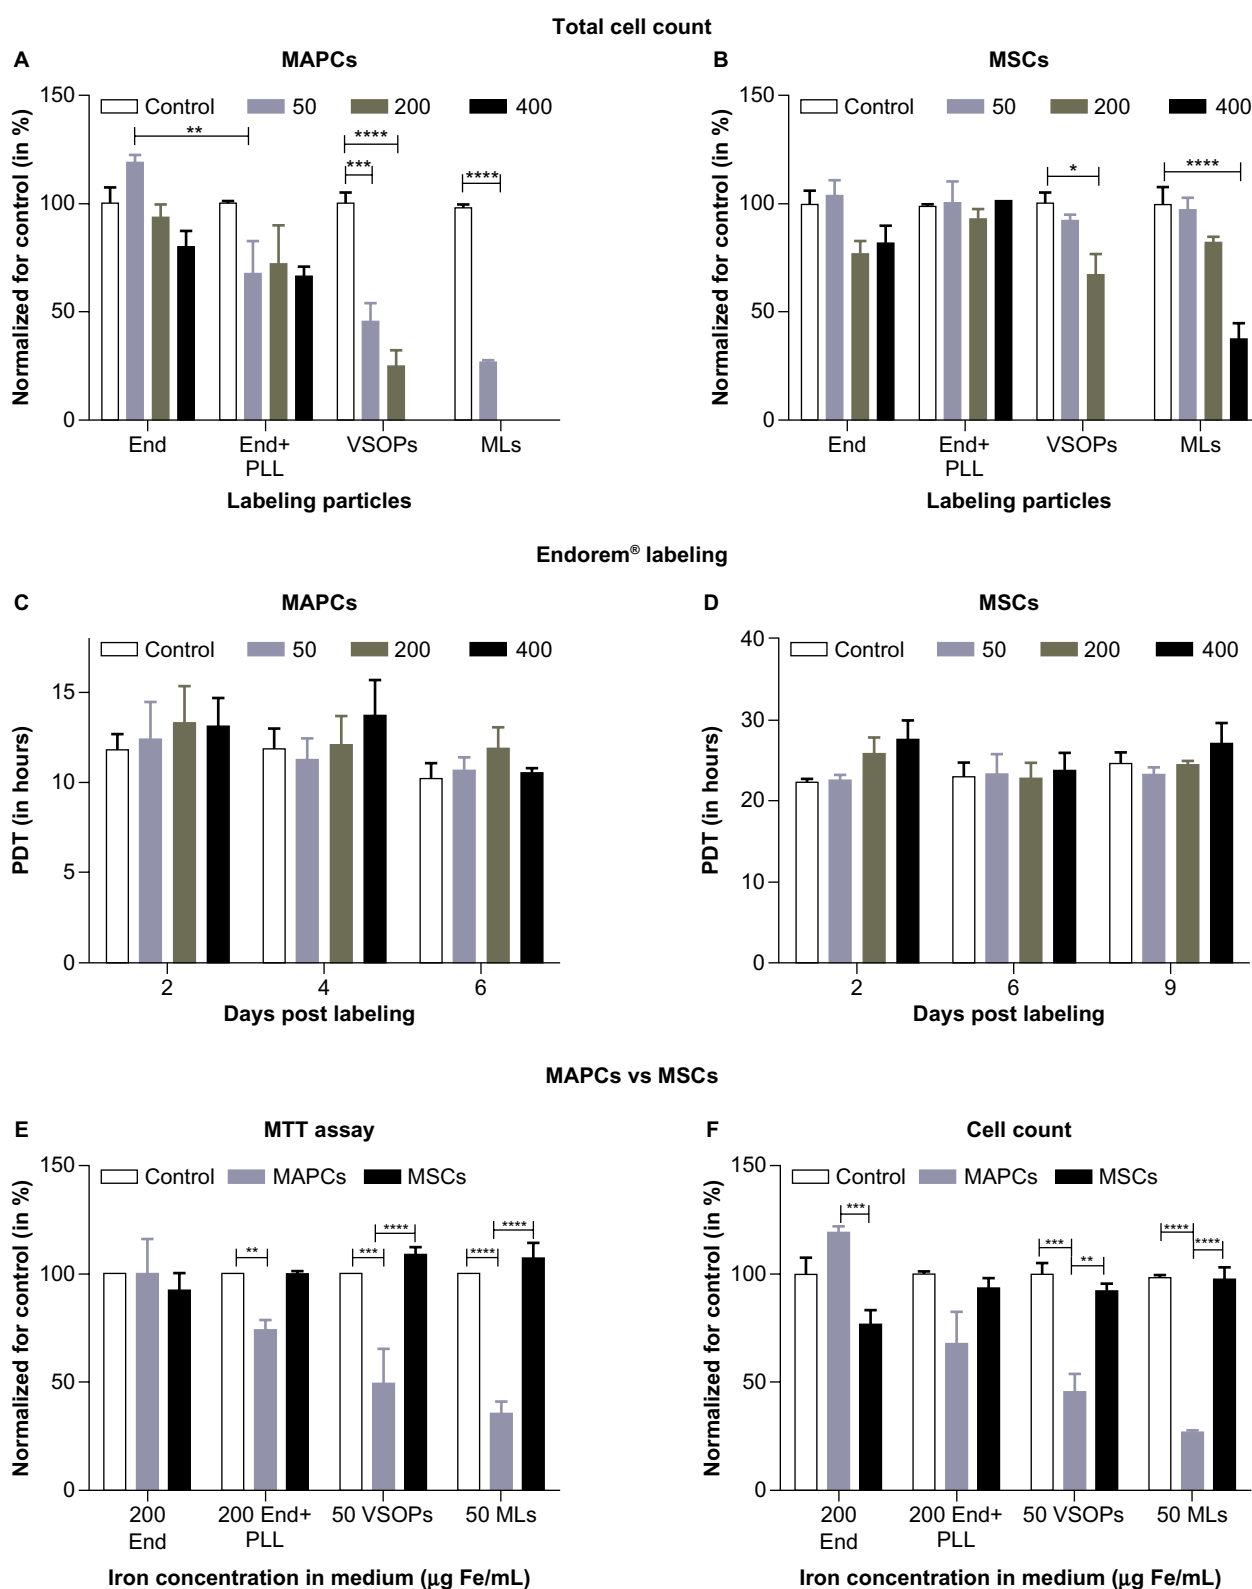 Total cell count
A
MAPCs
Control 50 200 400
Normalized for control (in %)
150
100
50
0
** *** **** ****
End End+ VSOPs MLs
PLL
Labeling particles
B
MSCs
Control 50 200 400
Normalized for control (in %)
150
100
50
0
* ****
End End+ VSOPs MLs
PLL
Labeling particles
Endorem® labeling
C
MAPCs
Control 50 200 400
PDT (in hours)
15
10
5
0
2 4 6
Days post labeling
D
MSCs
Control 50 200 400
PDT (in hours)
40
30
20
10
0
2 6 9
Days post labeling
MAPCs vs MSCs
E
MTT assay
Control MAPCs MSCs
Normalized for control (in %)
150
100
50
0
** *** **** **** ****
200 200 End+ 50 VSOPs 50 MLs
End PLL
Iron concentration in medium (μg Fe/mL)
F
Cell count
Control MAPCs MSCs
Normalized for control (in %)
150
100
50
0
*** *** ** **** ****
200 200 End+ 50 VSOPs 50 MLs
End PLL
Iron concentration in medium (μg Fe/mL)